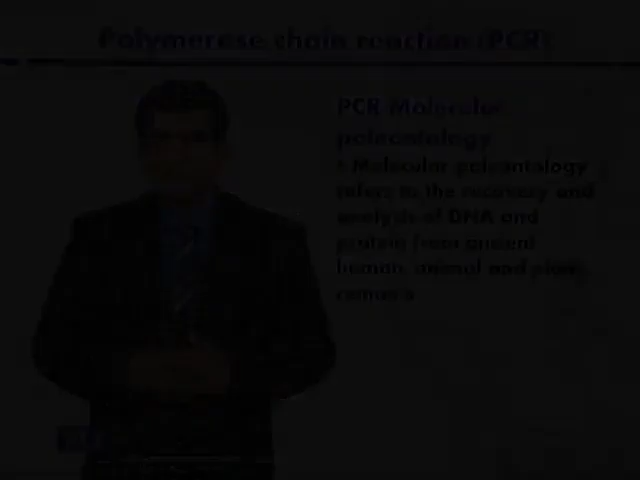 Polymerase chain reaction (PCR)
PCR Molecular
paleontology
Molecular paleontology
refers to the recovery and
analysis of DNA and
protein from ancient
human, animal and plant
remains